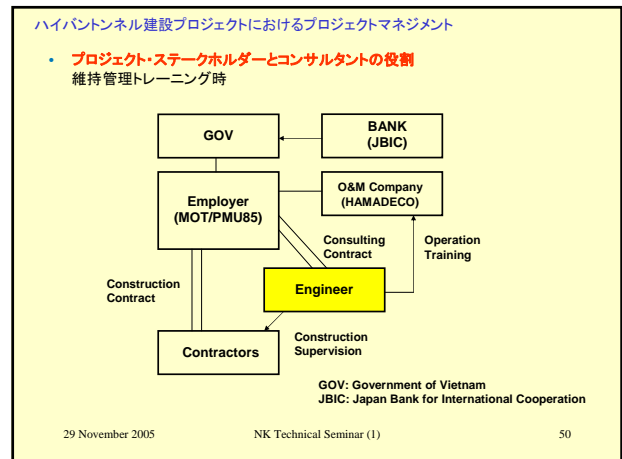 ハイバントンネル建設プロジェクトにおけるプロジェクトマネジメント
• プロジェクト・ステークホルダーとコンサルタントの役割
維持管理トレーニング時
GOV
BANK
(JBIC)
Employer
(MOT/PMU85)
O&M Company
(HAMADECO)
Consulting
Contract
Operation
Training
Construction
Contract
Engineer
Contractors
Construction
Supervision
GOV: Government of Vietnam
JBIC: Japan Bank for International Cooperation
29 November 2005
NK Technical Seminar (1)
50